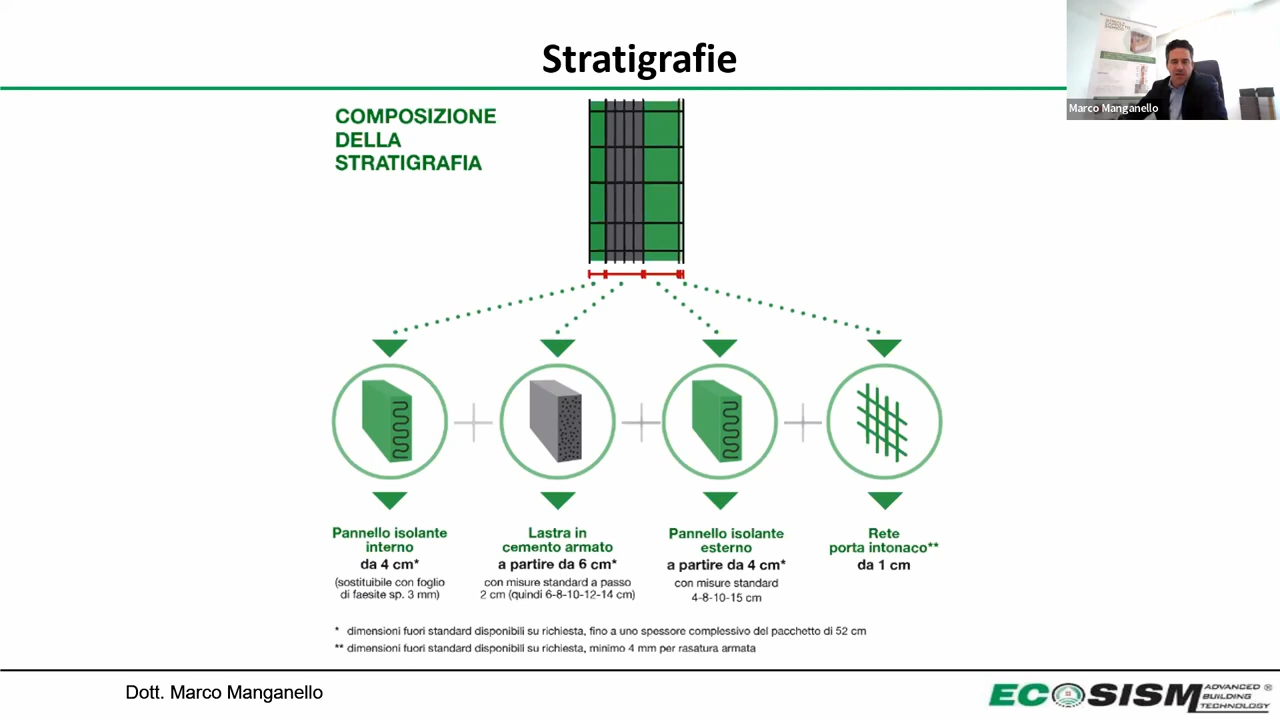 Stratigrafie
Marco Manganello
COMPOSIZIONE
DELLA
STRATIGRAFIA
Pannello isolante
interno
da 4 cm*
(sostituibile con foglio
di faesite sp. 3 mm)
Lastra in
cemento armato
a partire da 6 cm*
con misure standard a passo
2 cm (quindi 6-8-10-12-14 cm)
Pannello isolante
esterno
a partire da 4 cm*
con misure standard
4-8-10-15 cm
Rete
porta intonaco**
da 1 cm
* dimensioni fuori standard disponibili su richiesta, fino a uno spessore complessivo del pacchetto di 52 cm
** dimensioni fuori standard disponibili su richiesta, minimo 4 mm per rasatura armata
Dott. Marco Manganello
ECOSISM
ADVANCED ®
BUILDING
TECHNOLOGY